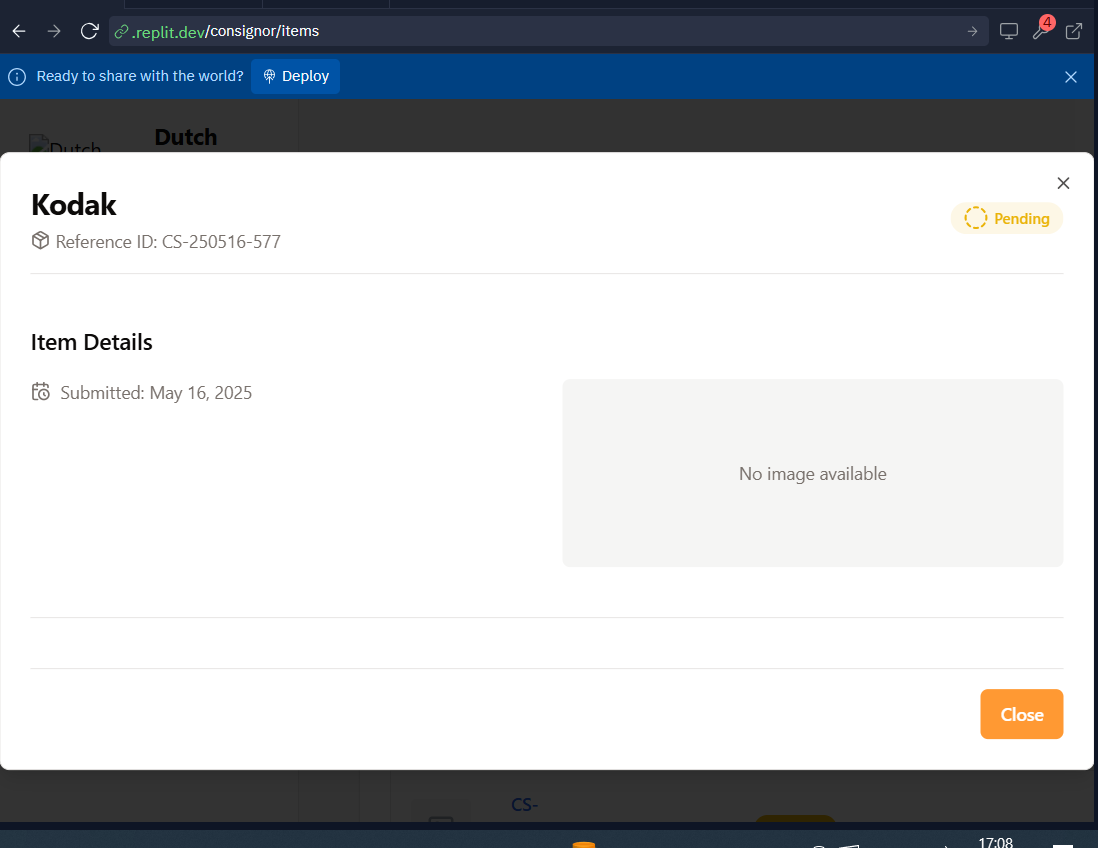 .replit.dev/consignor/items
4
Ready to share with the world?
Deploy
Dutch
Dutch
Kodak
Pending
Reference ID: CS-250516-577
Item Details
Submitted: May 16, 2025
No image available
Close
CS-
17:08